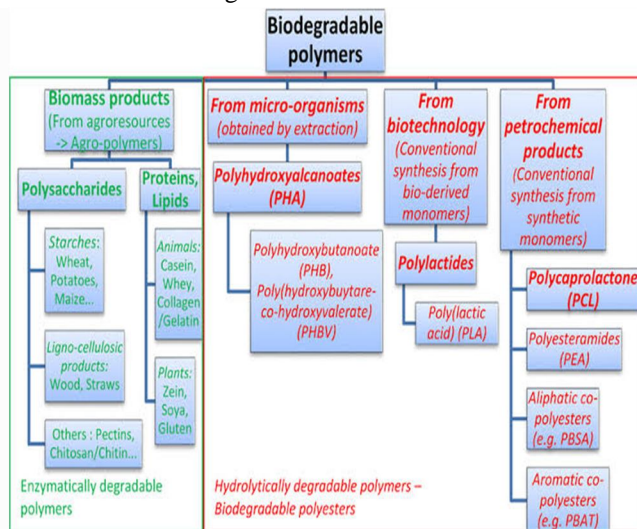 Biodegradable
polymers
Biomass products
(From agroresources
-> Agro-polymers)
Polysaccharides
Proteins,
Lipids
Starches:
Wheat,
Potatoes,
Maize...
Ligno-cellulosic
products:
Wood, Straws
Others : Pectins,
Chitosan/Chitin...
Animals:
Casein,
Whey,
Collagen
/Gelatin
Plants:
Zein,
Soya,
Gluten
Enzymatically degradable
polymers
From micro-organisms
(obtained by extraction)
Polyhydroxyalcanoates
(PHA)
Polyhydroxybutanoate
(PHB),
Poly(hydroxybuytare-
co-hydroxyvalerate)
(PHBV)
From
biotechnology
(Conventional
synthesis from
bio-derived
monomers)
Polylactides
Poly(lactic
acid) (PLA)
From
petrochemical
products
(Conventional
synthesis from
synthetic
monomers)
Polycaprolactone
(PCL)
Polyesteramides
(PEA)
Aliphatic co-
polyesters
(e.g. PBSA)
Aromatic co-
polyesters
(e.g. PBAT)
Hydrolytically degradable polymers –
Biodegradable polyesters